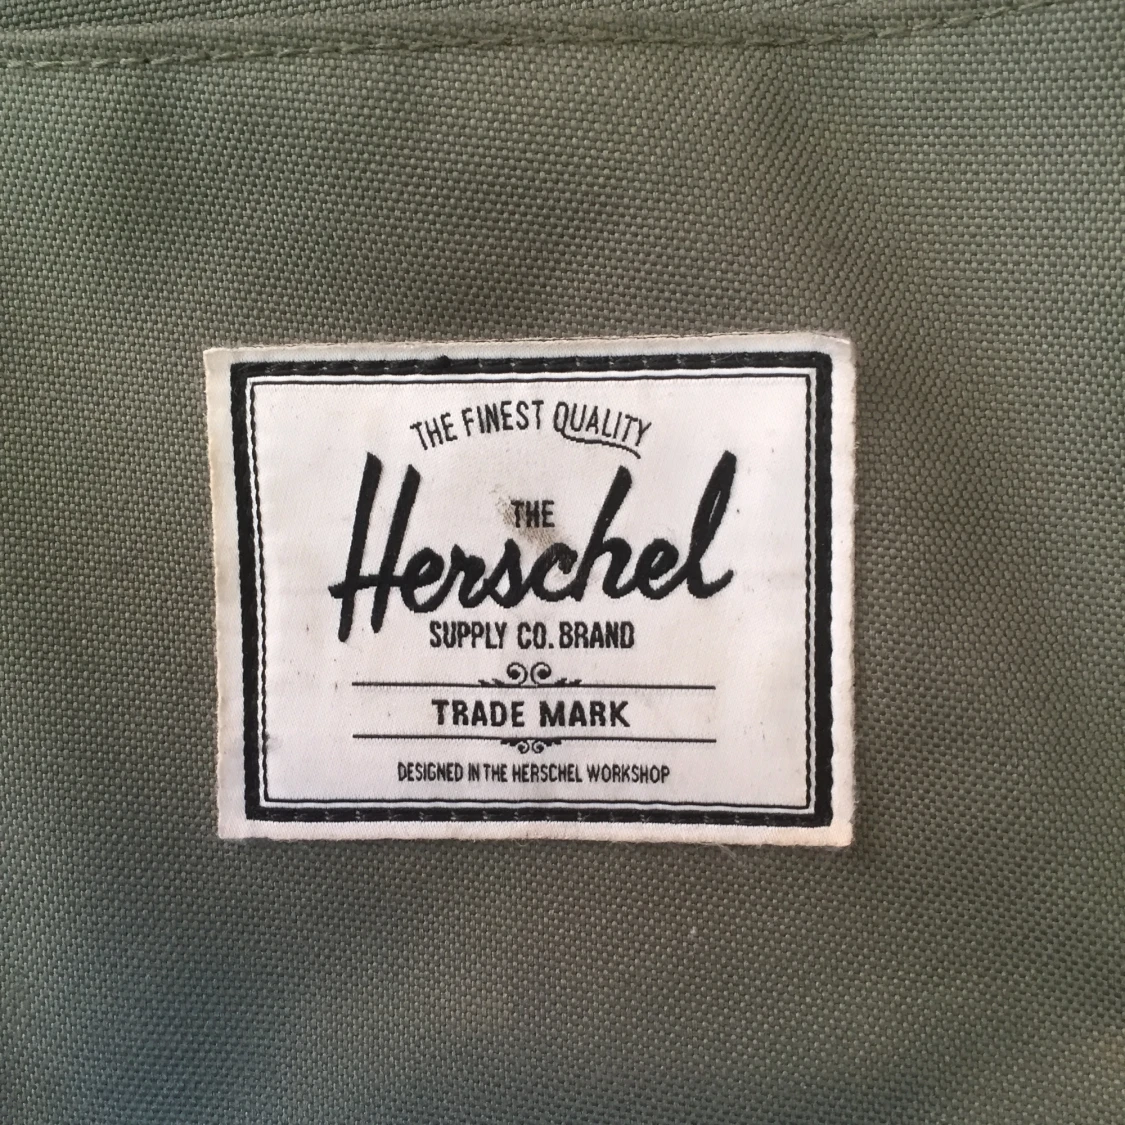 THE FINEST QUALITY
THE
Herschel
SUPPLY CO. BRAND
TRADE MARK
DESIGNED IN THE HERSCHEL WORKSHOP